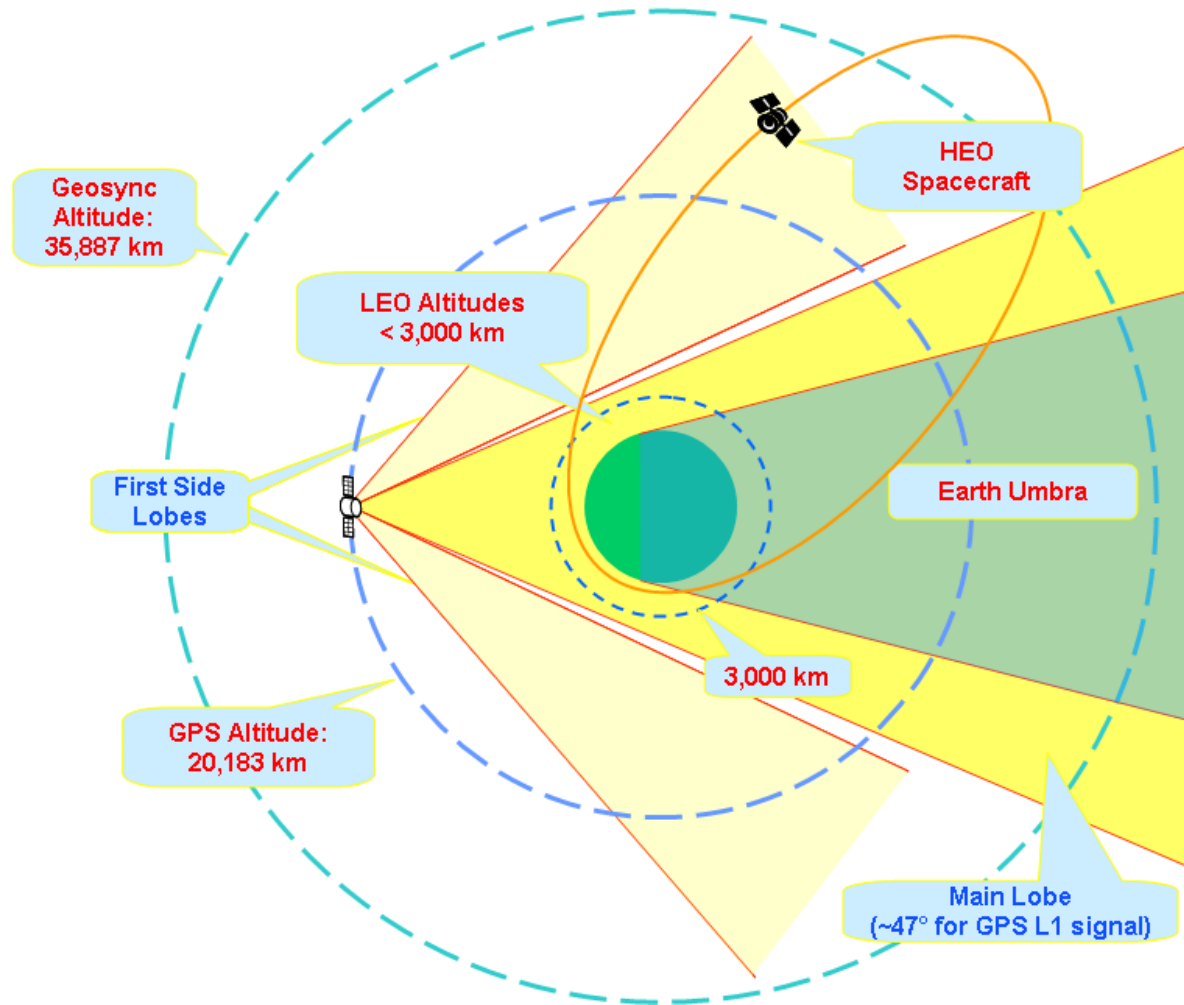 HEO
Spacecraft
Geosync
Altitude:
35,887 km
LEO Altitudes
< 3,000 km
First Side
Lobes
Earth Umbra
3,000 km
GPS Altitude:
20,183 km
Main Lobe
(~47° for GPS L1 signal)